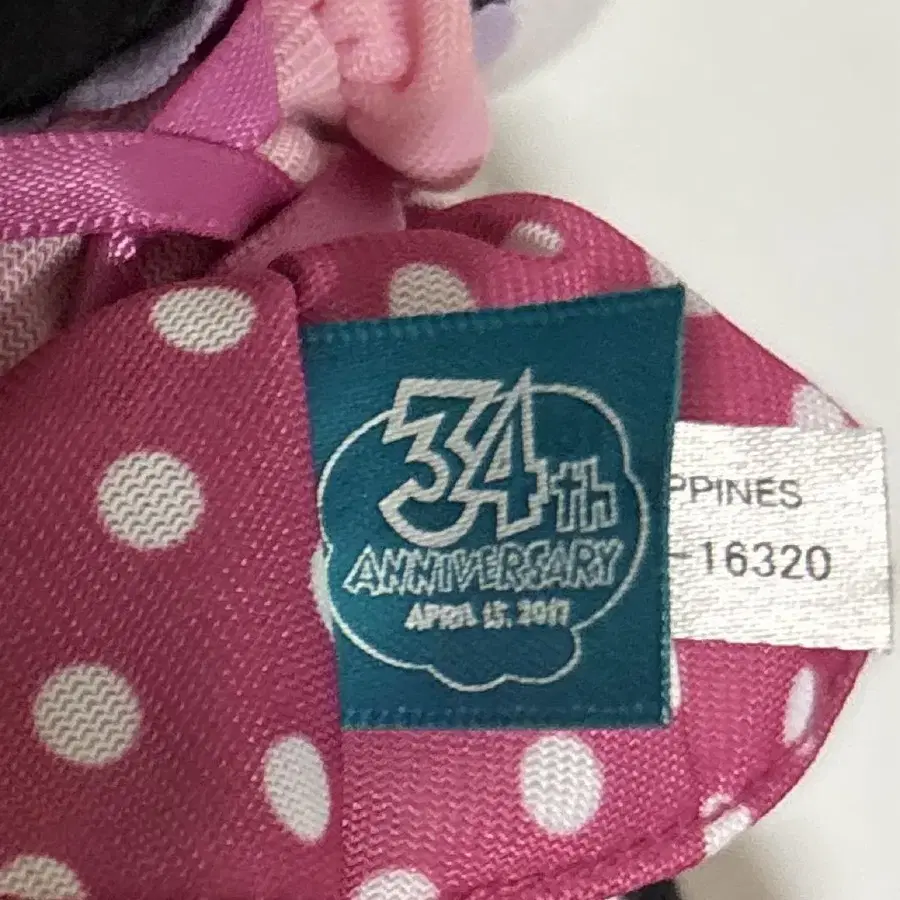 34th
ANNIVERSARY
APRIL 15, 2017
PPINES
-16320